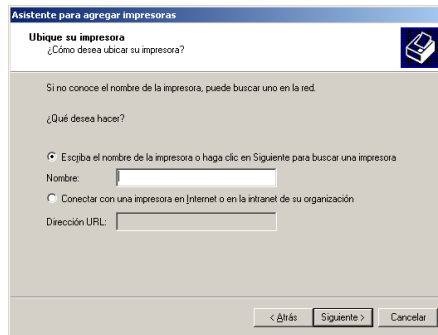 Asistente para agregar impresoras
Ubique su impresora
¿Cómo desea ubicar su impresora?
Si no conoce el nombre de la impresora, puede buscar uno en la red.
¿Qué desea hacer?
Escriba el nombre de la impresora o haga clic en Siguiente para buscar una impresora
Nombre:
Conectar con una impresora en Internet o en la intranet de su organización
Dirección URL:
< Atrás Siguiente > Cancelar